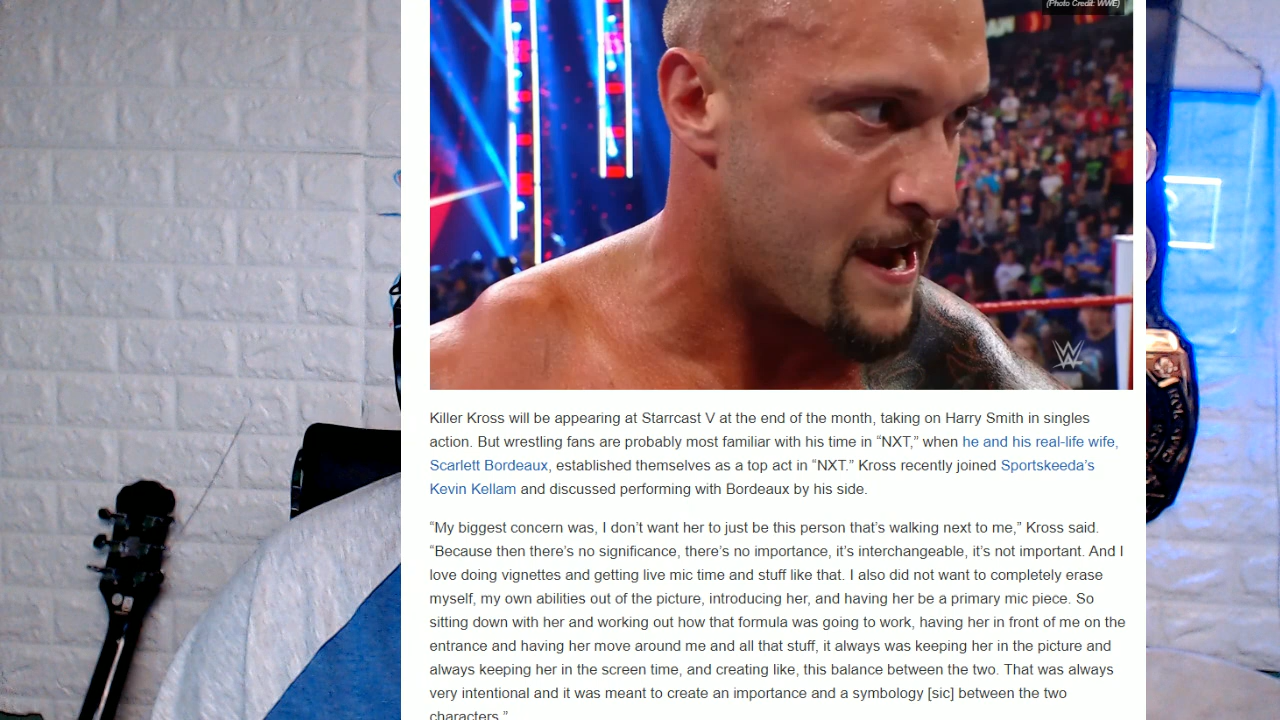 (Photo Credit: WWE)
Killer Kross will be appearing at Starrcast V at the end of the month, taking on Harry Smith in singles
action. But wrestling fans are probably most familiar with his time in “NXT,” when he and his real-life wife,
Scarlett Bordeaux, established themselves as a top act in “NXT.” Kross recently joined Sportskeeda’s
Kevin Kellam and discussed performing with Bordeaux by his side.
“My biggest concern was, I don’t want her to just be this person that’s walking next to me,” Kross said.
“Because then there’s no significance, there’s no importance, it’s interchangeable, it’s not important. And I
love doing vignettes and getting live mic time and stuff like that. I also did not want to completely erase
myself, my own abilities out of the picture, introducing her, and having her be a primary mic piece. So
sitting down with her and working out how that formula was going to work, having her in front of me on the
entrance and having her move around me and all that stuff, it always was keeping her in the picture and
always keeping her in the screen time, and creating like, this balance between the two. That was always
very intentional and it was meant to create an importance and a symbology [sic] between the two
characters.”